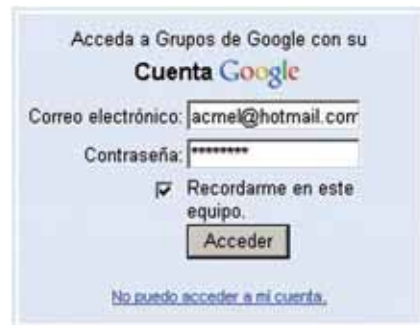 Acceda a Grupos de Google con su
Cuenta Google
Correo electrónico: acmel@hotmail.com
Contraseña: ********
Recordarme en este
equipo.
Acceder
No puedo acceder a mi cuenta.